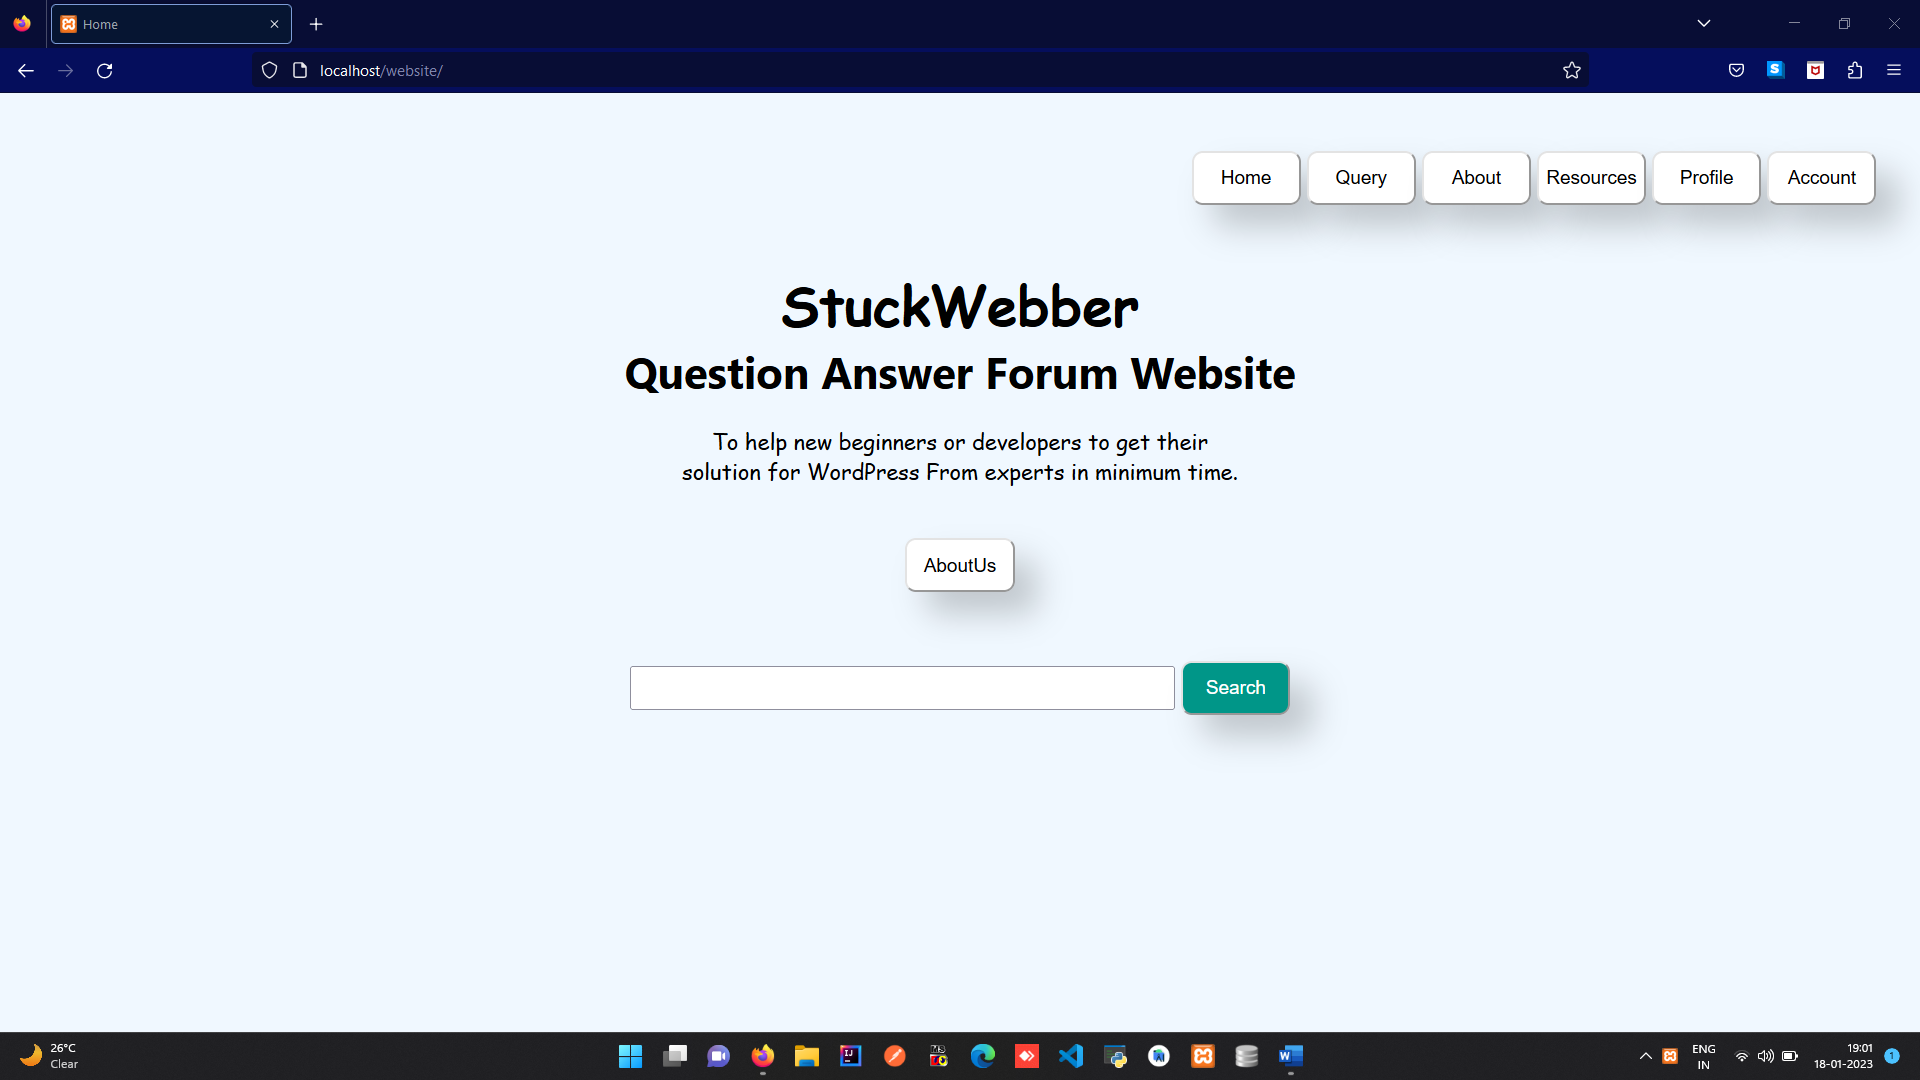 Home
localhost/website/
Home Query About Resources Profile Account
StuckWebber
Question Answer Forum Website
To help new beginners or developers to get their
solution for WordPress From experts in minimum time.
AboutUs
Search
26°C
Clear
ENG
IN
19:01
18-01-2023
1